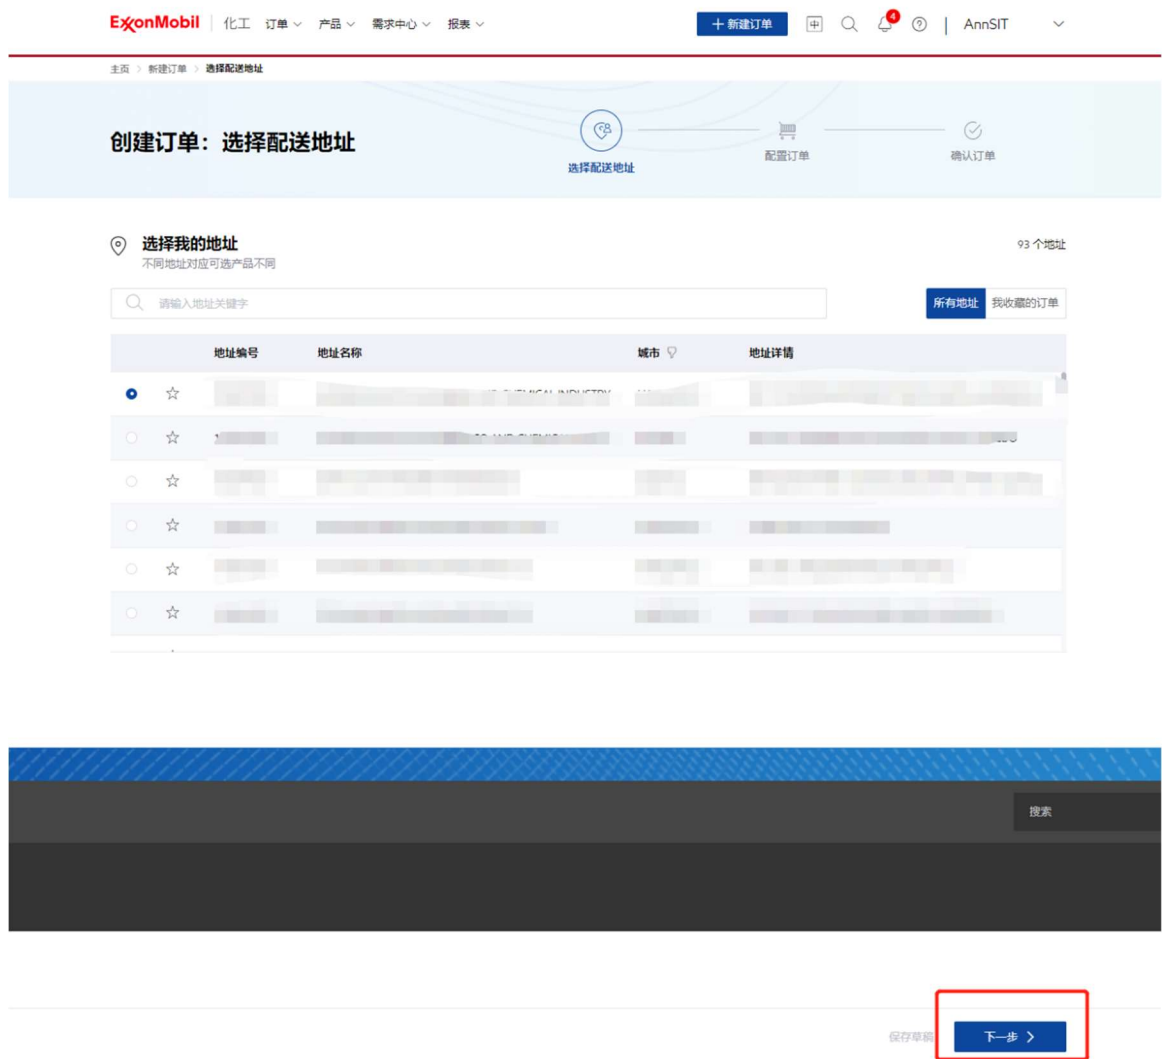 ExxonMobil 化工 订单 产品 需求中心 报表 新建订单 中 4 AnnSIT
主页 > 新建订单 > 选择配送地址
创建订单：选择配送地址
选择配送地址 配置订单 确认订单
选择我的地址 93 个地址
不同地址对应可选产品不同
请输入地址关键字 所有地址 我收藏的订单
地址编号 地址名称 城市 地址详情
搜索
保存草稿 下一步